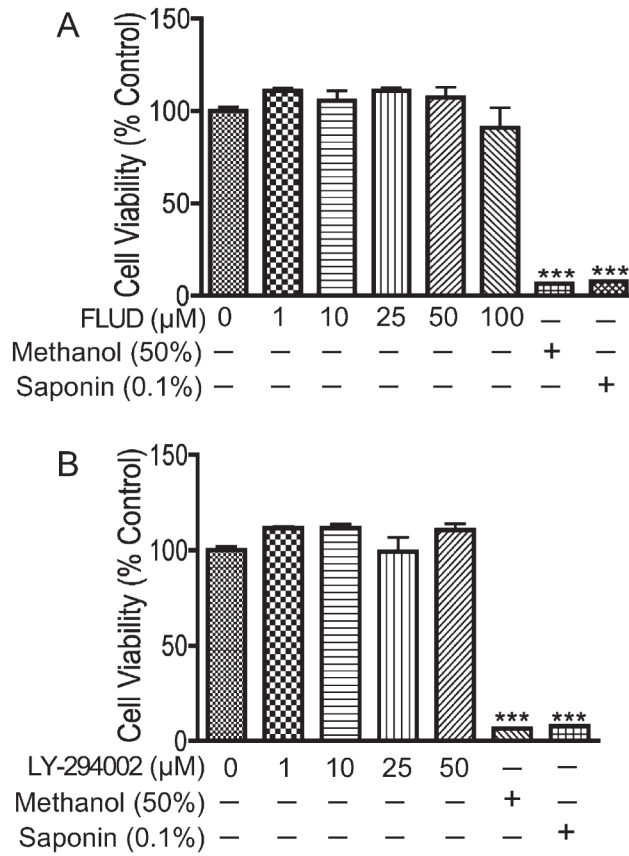 A
Cell Viability (% Control)
150
100
50
0
*** ***
FLUD (µM) 0 1 10 25 50 100 – –
Methanol (50%) – – – – – – + –
Saponin (0.1%) – – – – – – – +
B
Cell Viability (% Control)
150
100
50
0
*** ***
LY-294002 (µM) 0 1 10 25 50 – –
Methanol (50%) – – – – – + –
Saponin (0.1%) – – – – – – +